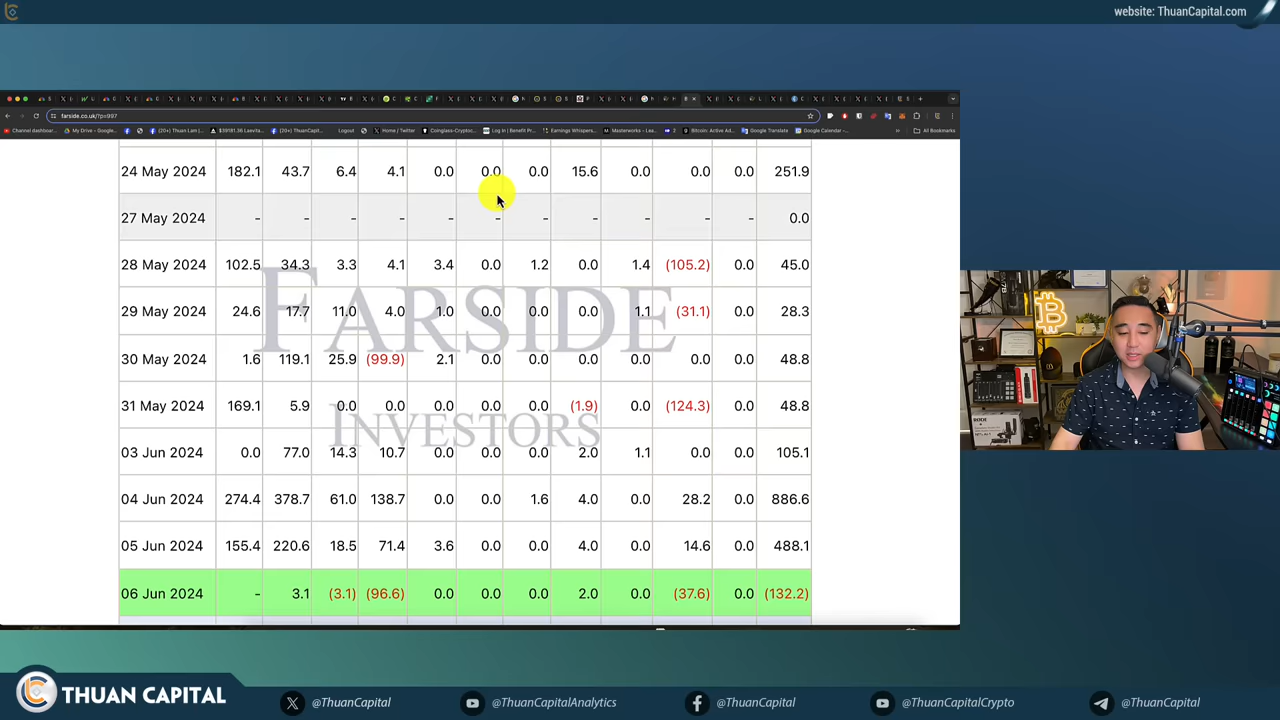 website: ThuanCapital.com
farside.co.uk/?p=997
24 May 2024 182.1 43.7 6.4 4.1 0.0 0.0 0.0 15.6 0.0 0.0 0.0 251.9
27 May 2024 - - - - - - - - - - - 0.0
28 May 2024 102.5 34.3 3.3 4.1 3.4 0.0 1.2 0.0 1.4 (105.2) 0.0 45.0
29 May 2024 24.6 17.7 11.0 4.0 1.0 0.0 0.0 0.0 1.1 (31.1) 0.0 28.3
30 May 2024 1.6 119.1 25.9 (99.9) 2.1 0.0 0.0 0.0 0.0 0.0 0.0 48.8
31 May 2024 169.1 5.9 0.0 0.0 0.0 0.0 0.0 (1.9) 0.0 (124.3) 0.0 48.8
03 Jun 2024 0.0 77.0 14.3 10.7 0.0 0.0 0.0 2.0 1.1 0.0 0.0 105.1
04 Jun 2024 274.4 378.7 61.0 138.7 0.0 0.0 1.6 4.0 0.0 28.2 0.0 886.6
05 Jun 2024 155.4 220.6 18.5 71.4 3.6 0.0 0.0 4.0 0.0 14.6 0.0 488.1
06 Jun 2024 - 3.1 (3.1) (96.6) 0.0 0.0 0.0 2.0 0.0 (37.6) 0.0 (132.2)
FARSIDE
INVESTORS
THUAN CAPITAL
@ThuanCapital
@ThuanCapitalAnalytics
@ThuanCapital
@ThuanCapitalCrypto
@ThuanCapital